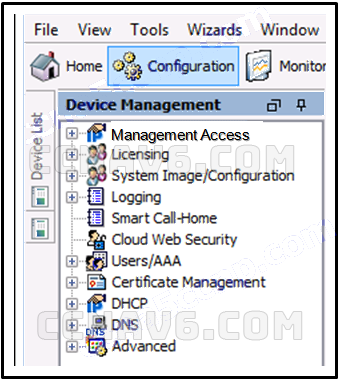 File View Tools Wizards Window
Home Configuration Monitor
Device List
Device Management
Management Access
Licensing
CCNAV6.COM
System Image/Configuration
Logging
Smart Call-Home
Cloud Web Security
Users/AAA
Certificate Management
DHCP
DNS
CCNAV6.COM
DNS
Advanced